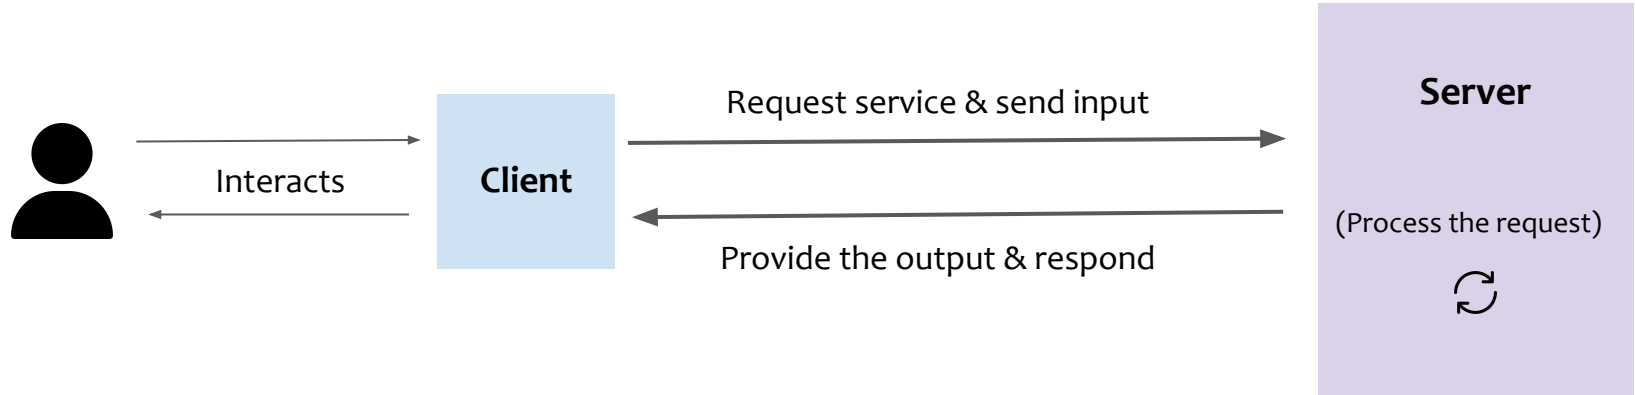 Interacts
Client
Request service & send input
Provide the output & respond
Server
(Process the request)